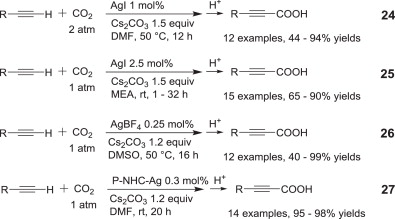 AgI 1 mol%
R H + CO2 H+ R COOH 24
2 atm Cs2CO3 1.5 equiv
DMF, 50 °C, 12 h 12 examples, 44 - 94% yields
AgI 2.5 mol%
R H + CO2 H+ R COOH 25
1 atm Cs2CO3 1.5 equiv
MEA, rt, 1 - 32 h 15 examples, 65 - 90% yields
AgBF4 0.25 mol%
R H + CO2 H+ R COOH 26
1 atm Cs2CO3 1.2 equiv
DMSO, 50 °C, 16 h 12 examples, 40 - 99% yields
P-NHC-Ag 0.3 mol%
R H + CO2 H+ R COOH 27
1 atm Cs2CO3 1.2 equiv
DMF, rt, 20 h 14 examples, 95 - 98% yields